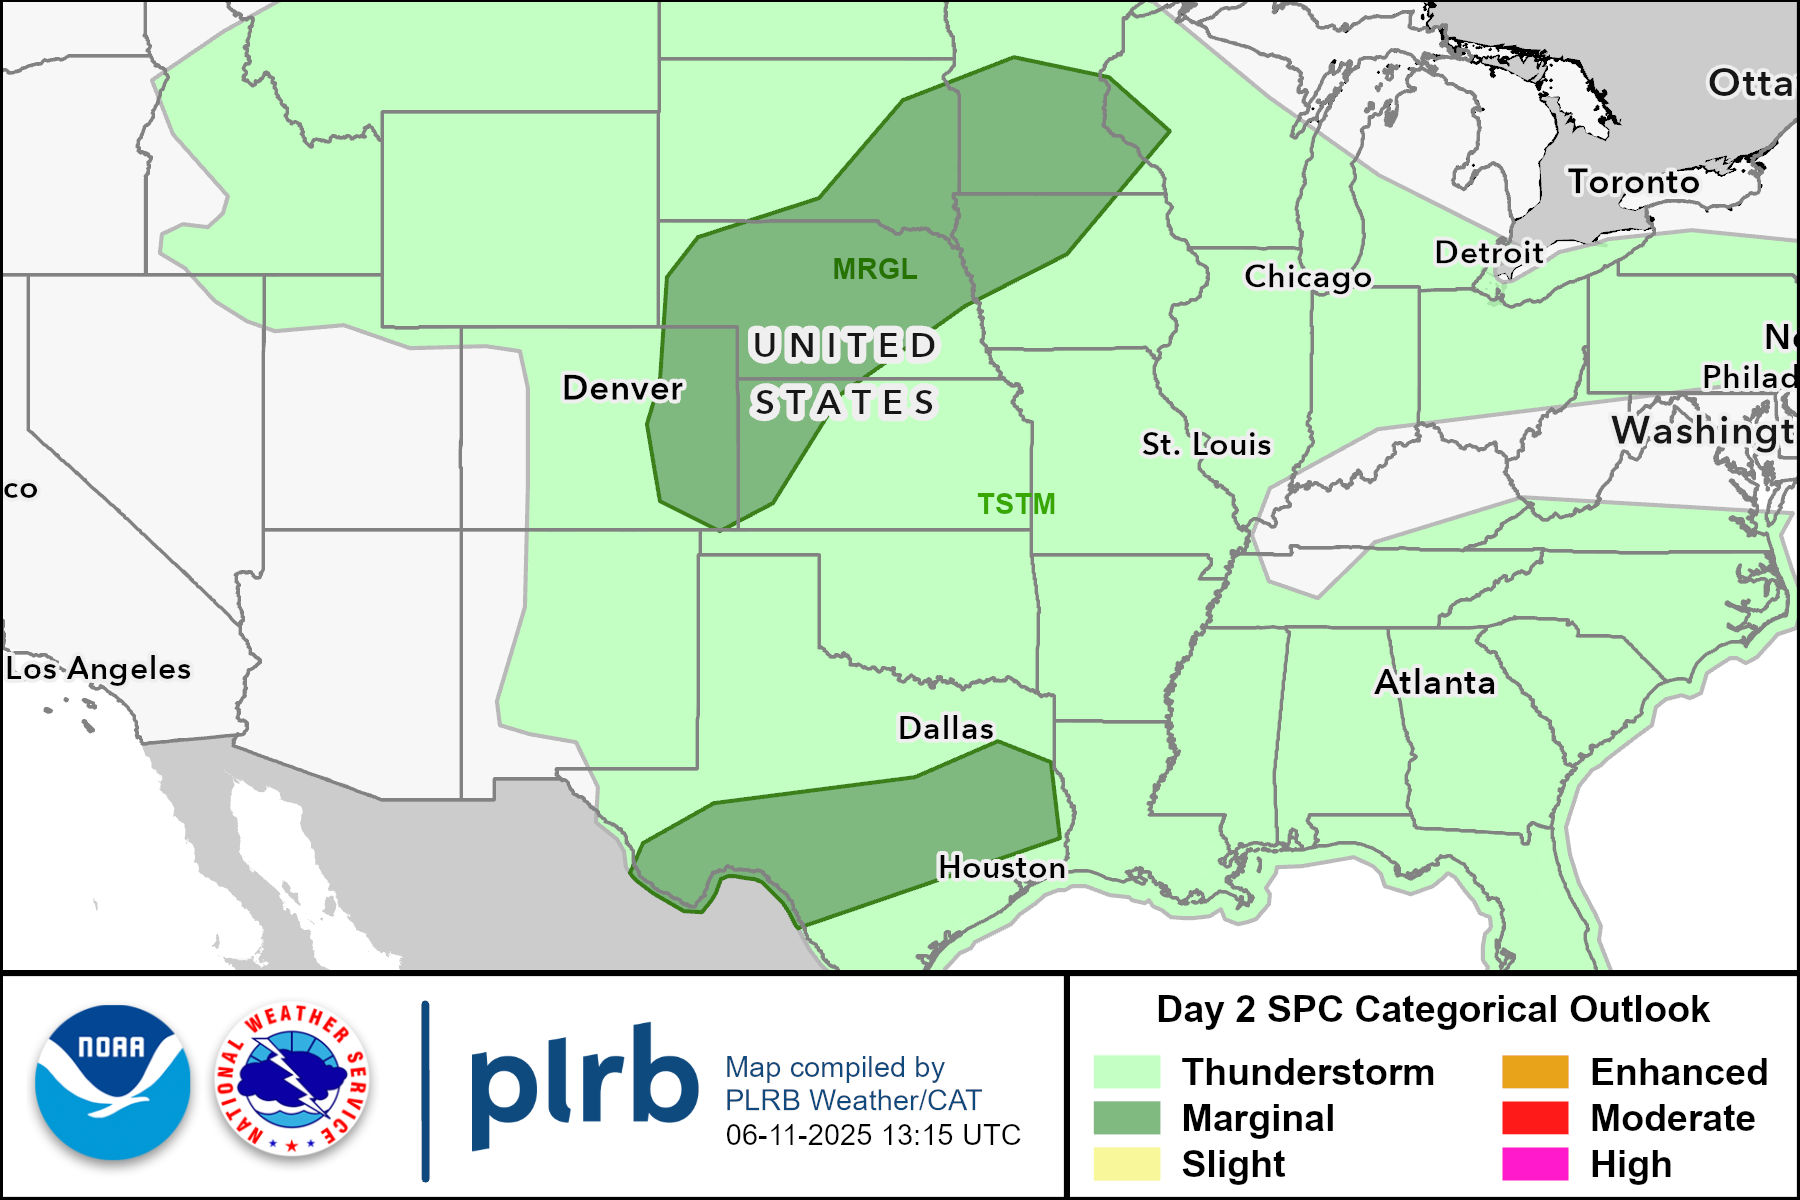 Otta
Toronto
Detroit
Chicago
MRGL
UNITED
STATES
Denver
N
Philad
Washingt
St. Louis
co
TSTM
Los Angeles
Atlanta
Dallas
Houston
NOAA
NATIONAL WEATHER SERVICE
plrb
Map compiled by
PLRB Weather/CAT
06-11-2025 13:15 UTC
Day 2 SPC Categorical Outlook
Thunderstorm
Marginal
Slight
Enhanced
Moderate
High